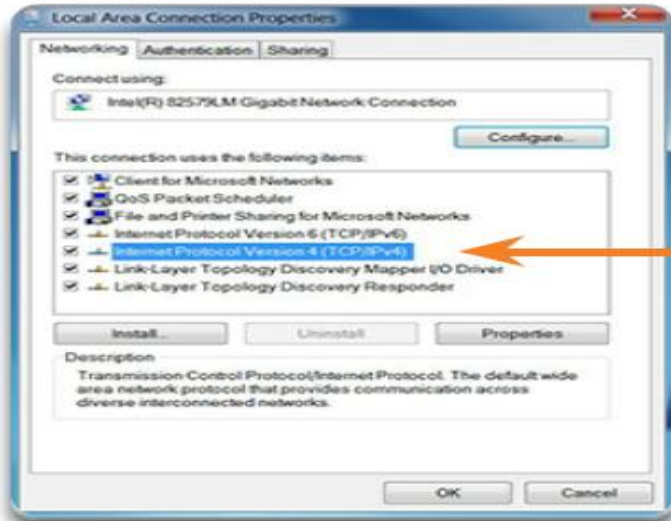 Local Area Connection Properties
Networking Authentication Sharing
Connect using:
Intel(R) 82579LM Gigabit Network Connection
Configure...
This connection uses the following items:
Client for Microsoft Networks
QoS Packet Scheduler
File and Printer Sharing for Microsoft Networks
Internet Protocol Version 6 (TCP/IPv6)
Internet Protocol Version 4 (TCP/IPv4)
Link-Layer Topology Discovery Mapper I/O Driver
Link-Layer Topology Discovery Responder
Install... Uninstall Properties
Description
Transmission Control Protocol/Internet Protocol. The default wide
area network protocol that provides communication across
diverse interconnected networks.
OK Cancel